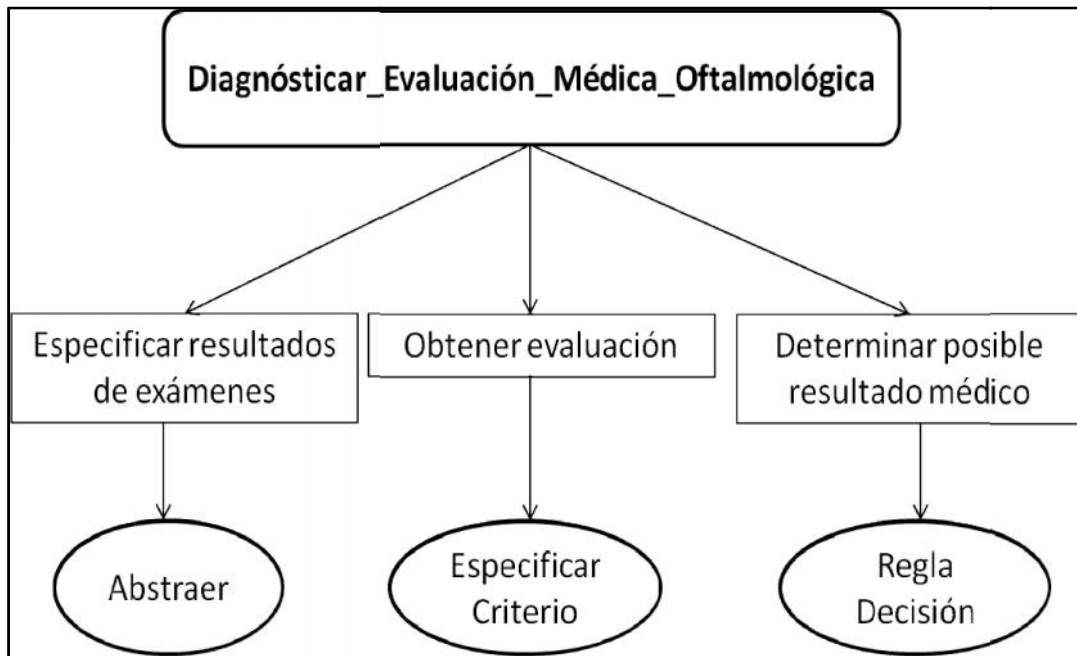 Diagnósticar_Evaluación_Médica_Oftalmológica
Especificar resultados
de exámenes
Obtener evaluación
Determinar posible
resultado médico
Abstraer
Especificar
Criterio
Regla
Decisión